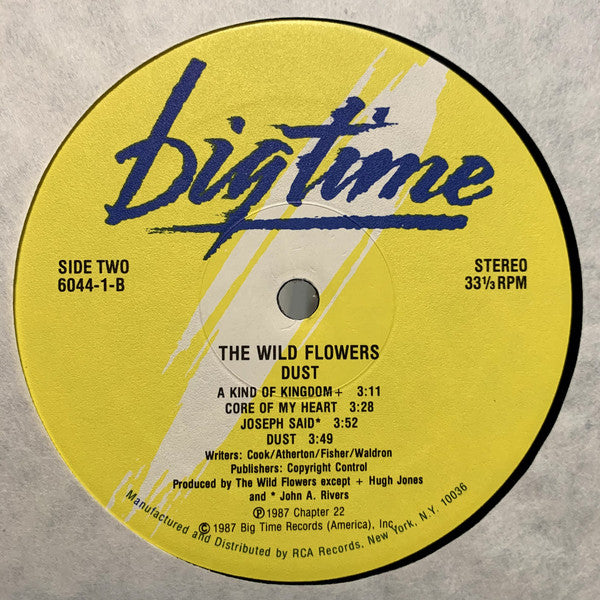 big time
SIDE TWO
6044-1-B
STEREO
33⅓ RPM
THE WILD FLOWERS
DUST
A KIND OF KINGDOM + 3:11
CORE OF MY HEART 3:28
JOSEPH SAID* 3:52
DUST 3:49
Writers: Cook/Atherton/Fisher/Waldron
Publishers: Copyright Control
Produced by The Wild Flowers except + Hugh Jones
and * John A. Rivers
℗ 1987 Chapter 22
© 1987 Big Time Records (America), Inc.
Manufactured and Distributed by RCA Records, New York, N.Y. 10036